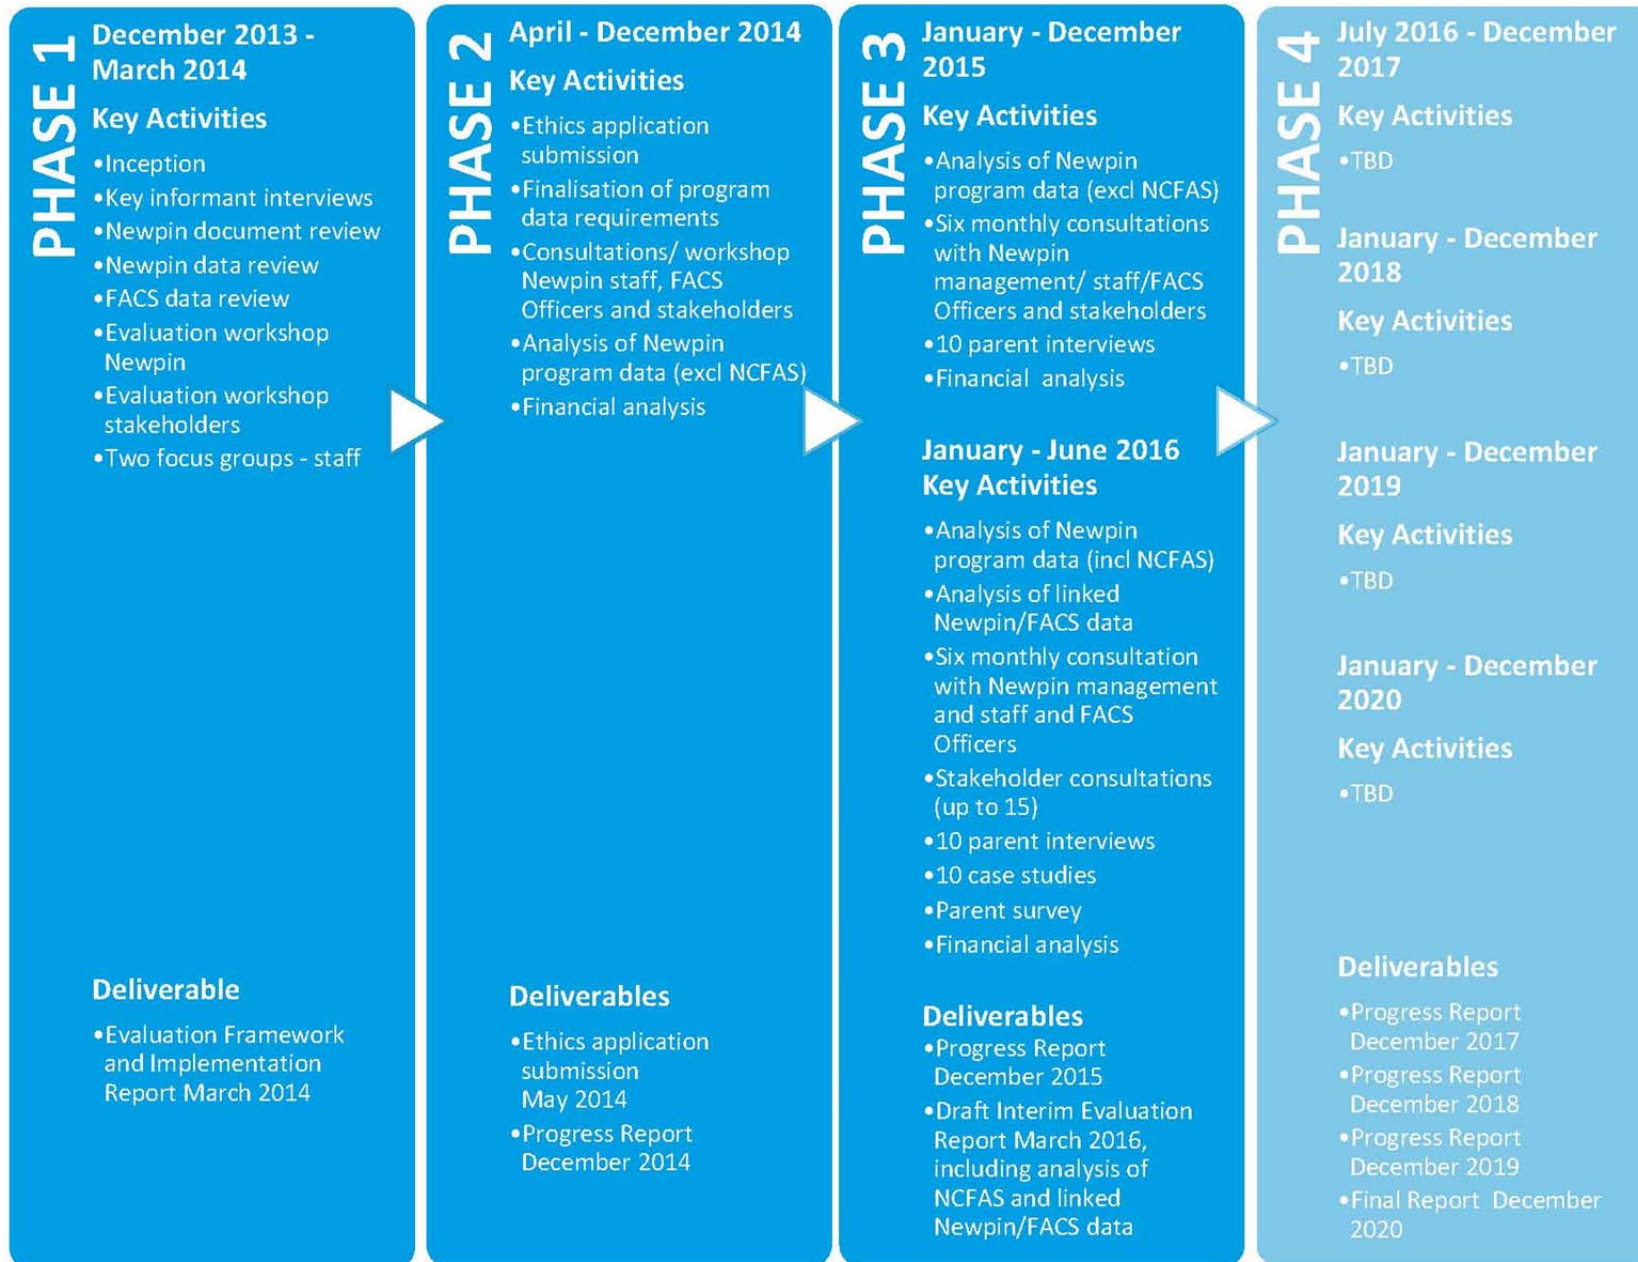 PHASE 1
December 2013 -
March 2014
Key Activities
•Inception
•Key informant interviews
•Newpin document review
•Newpin data review
•FACS data review
•Evaluation workshop
Newpin
•Evaluation workshop
stakeholders
•Two focus groups - staff
Deliverable
•Evaluation Framework
and Implementation
Report March 2014
PHASE 2
April - December 2014
Key Activities
•Ethics application
submission
•Finalisation of program
data requirements
•Consultations/ workshop
Newpin staff, FACS
Officers and stakeholders
•Analysis of Newpin
program data (excl NCFAS)
•Financial analysis
Deliverables
•Ethics application
submission
May 2014
•Progress Report
December 2014
PHASE 3
January - December
2015
Key Activities
•Analysis of Newpin
program data (excl NCFAS)
•Six monthly consultations
with Newpin
management/ staff/FACS
Officers and stakeholders
•10 parent interviews
•Financial  analysis
January - June 2016
Key Activities
•Analysis of Newpin
program data (incl NCFAS)
•Analysis of linked
Newpin/FACS data
•Six monthly consultation
with Newpin management
and staff and FACS
Officers
•Stakeholder consultations
(up to 15)
•10 parent interviews
•10 case studies
•Parent survey
•Financial analysis
Deliverables
•Progress Report
December 2015
•Draft Interim Evaluation
Report March 2016,
including analysis of
NCFAS and linked
Newpin/FACS data
PHASE 4
July 2016 - December
2017
Key Activities
•TBD
January - December
2018
Key Activities
•TBD
January - December
2019
Key Activities
•TBD
January - December
2020
Key Activities
•TBD
Deliverables
•Progress Report
December 2017
•Progress Report
December 2018
•Progress Report
December 2019
•Final Report  December
2020